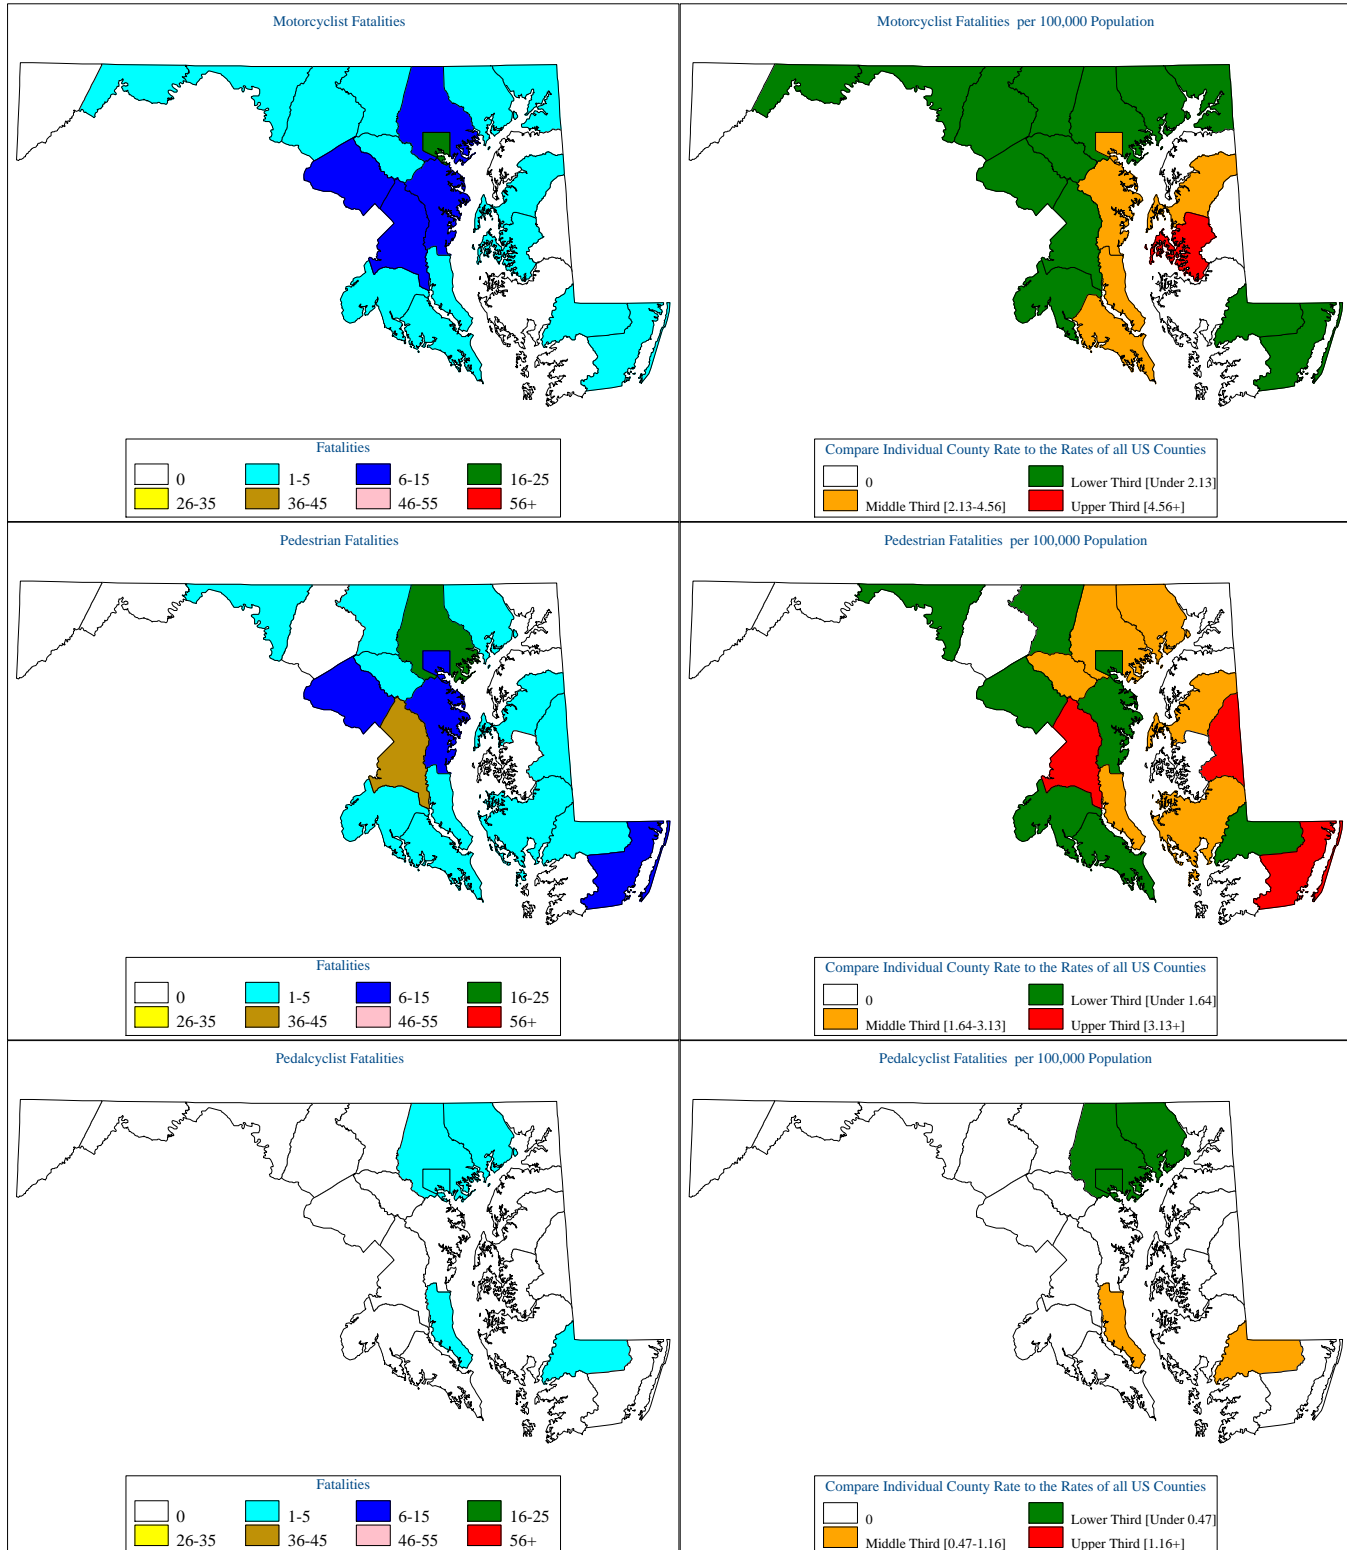 Motorcyclist Fatalities
Motorcyclist Fatalities per 100,000 Population
Fatalities
0 1-5 6-15 16-25
26-35 36-45 46-55 56+
Compare Individual County Rate to the Rates of all US Counties
0 Lower Third [Under 2.13]
Middle Third [2.13-4.56] Upper Third [4.56+]
Pedestrian Fatalities
Pedestrian Fatalities per 100,000 Population
Fatalities
0 1-5 6-15 16-25
26-35 36-45 46-55 56+
Compare Individual County Rate to the Rates of all US Counties
0 Lower Third [Under 1.64]
Middle Third [1.64-3.13] Upper Third [3.13+]
Pedalcyclist Fatalities
Pedalcyclist Fatalities per 100,000 Population
Fatalities
0 1-5 6-15 16-25
26-35 36-45 46-55 56+
Compare Individual County Rate to the Rates of all US Counties
0 Lower Third [Under 0.47]
Middle Third [0.47-1.16] Upper Third [1.16+]